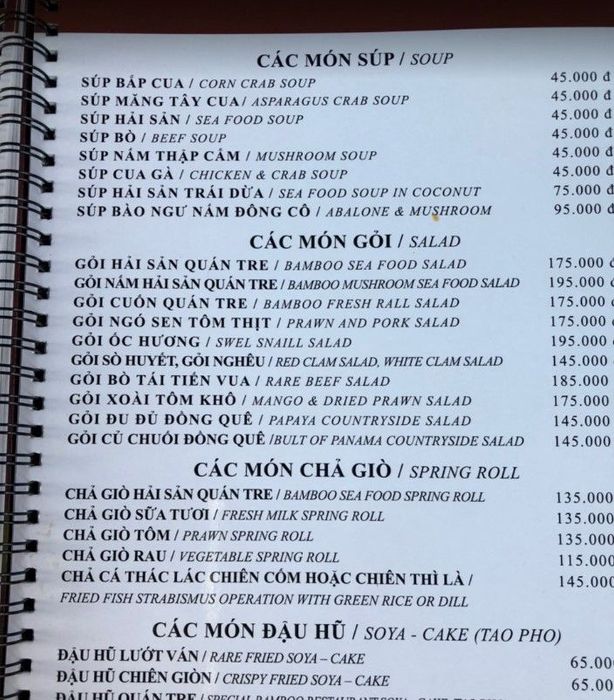 CÁC MÓN SÚP / SOUP
SÚP BẮP CUA / CORN CRAB SOUP 45.000 đ
SÚP MĂNG TÂY CUA / ASPARAGUS CRAB SOUP 45.000 đ
SÚP HẢI SẢN / SEA FOOD SOUP 45.000 đ
SÚP BÒ / BEEF SOUP 45.000 đ
SÚP NẤM THẬP CẨM / MUSHROOM SOUP 45.000 đ
SÚP CUA GÀ / CHICKEN & CRAB SOUP 45.000 đ
SÚP HẢI SẢN TRÁI DỪA / SEA FOOD SOUP IN COCONUT 75.000 đ
SÚP BÀO NGƯ NẤM ĐÔNG CÔ / ABALONE & MUSHROOM 95.000 đ
CÁC MÓN GỎI / SALAD
GỎI HẢI SẢN QUÁN TRE / BAMBOO SEA FOOD SALAD 175.000 đ
GỎI NẤM HẢI SẢN QUÁN TRE / BAMBOO MUSHROOM SEA FOOD SALAD 195.000 đ
GỎI CUỐN QUÁN TRE / BAMBOO FRESH RALL SALAD 175.000
GỎI NGÓ SEN TÔM THỊT / PRAWN AND PORK SALAD 175.000
GỎI ỐC HƯƠNG / SWEL SNAILL SALAD 195.000
GỎI SÒ HUYẾT, GỎI NGHÊU / RED CLAM SALAD, WHITE CLAM SALAD 145.000
GỎI BÒ TÁI TIẾN VUA / RARE BEEF SALAD 185.000
GỎI XOÀI TÔM KHÔ / MANGO & DRIED PRAWN SALAD 175.000
GỎI ĐU ĐỦ ĐỒNG QUÊ / PAPAYA COUNTRYSIDE SALAD 145.000
GỎI CỦ CHUỐI ĐỒNG QUÊ /BULT OF PANAMA COUNTRYSIDE SALAD 145.000
CÁC MÓN CHẢ GIÒ / SPRING ROLL
CHẢ GIÒ HẢI SẢN QUÁN TRE / BAMBOO SEA FOOD SPRING ROLL 135.000
CHẢ GIÒ SỮA TƯƠI / FRESH MILK SPRING ROLL 135.000
CHẢ GIÒ TÔM / PRAWN SPRING ROLL 135.000
CHẢ GIÒ RAU / VEGETABLE SPRING ROLL 115.000
CHẢ CÁ THÁC LÁC CHIÊN CỐM HOẶC CHIÊN THÌ LÀ / 145.000
FRIED FISH STRABISMUS OPERATION WITH GREEN RICE OR DILL
CÁC MÓN ĐẬU HŨ / SOYA - CAKE (TAO PHO)
ĐẬU HŨ LƯỚT VÁN / RARE FRIED SOYA – CAKE 65.00
ĐẬU HŨ CHIÊN GIÒN / CRISPY FRIED SOYA – CAKE 65.00
ĐẬU HŨ QUÁN TRE / SPECIAL BAMBOO RESTAURANT SOYA